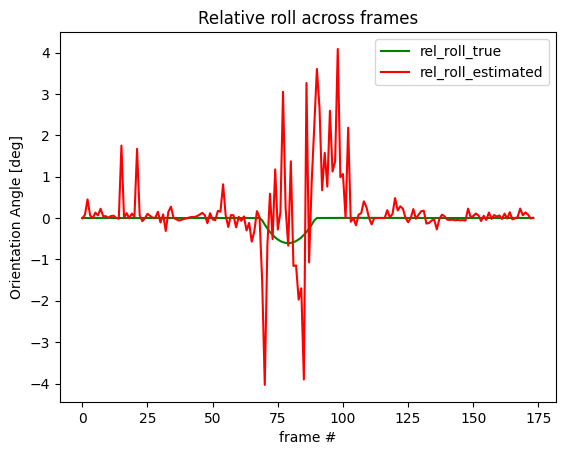 Relative roll across frames
rel_roll_true
rel_roll_estimated
Orientation Angle [deg]
4
3
2
1
0
−1
−2
−3
−4
0 25 50 75 100 125 150 175
frame #